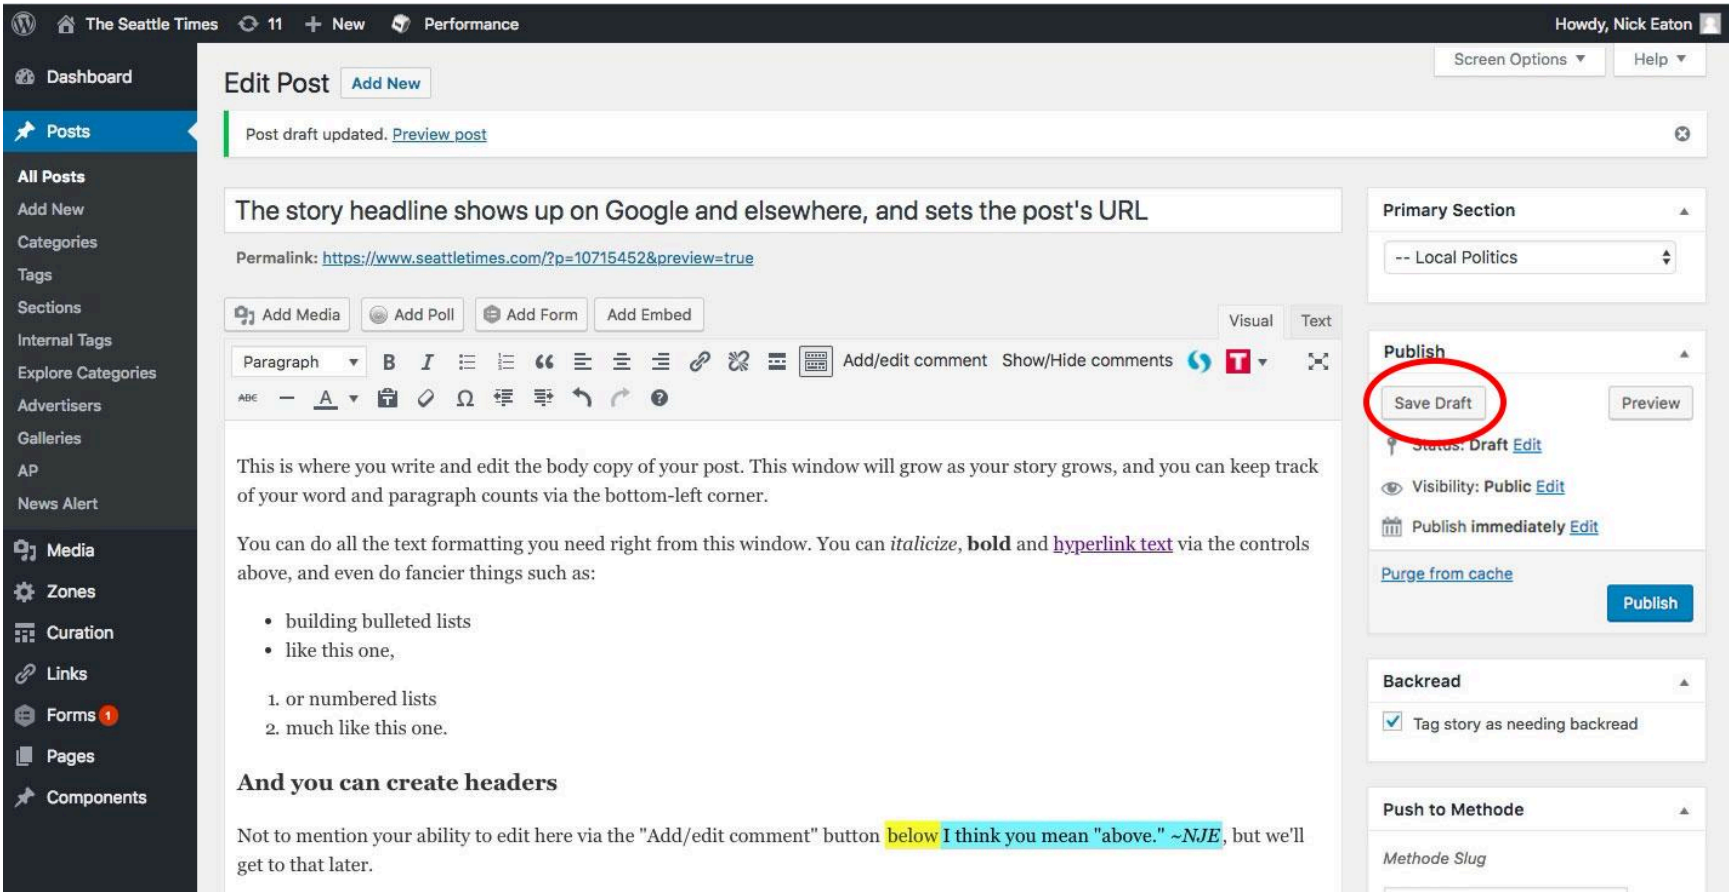 The Seattle Times 11 New Performance Howdy, Nick Eaton
Screen Options Help
Dashboard
Posts
All Posts
Add New
Categories
Tags
Sections
Internal Tags
Explore Categories
Advertisers
Galleries
AP
News Alert
Media
Zones
Curation
Links
Forms 1
Pages
Components
Edit Post Add New
Post draft updated. Preview post
The story headline shows up on Google and elsewhere, and sets the post's URL
Permalink: https://www.seattletimes.com/?p=10715452&preview=true
Add Media Add Poll Add Form Add Embed
Visual Text
Paragraph B I Add/edit comment Show/Hide comments T
ABC A Ω
This is where you write and edit the body copy of your post. This window will grow as your story grows, and you can keep track
of your word and paragraph counts via the bottom-left corner.
You can do all the text formatting you need right from this window. You can italicize, bold and hyperlink text via the controls
above, and even do fancier things such as:
• building bulleted lists
• like this one,
1. or numbered lists
2. much like this one.
And you can create headers
Not to mention your ability to edit here via the "Add/edit comment" button below I think you mean "above." ~NJE, but we'll
get to that later.
Primary Section
-- Local Politics
Publish
Save Draft Preview
Status: Draft Edit
Visibility: Public Edit
Publish immediately Edit
Purge from cache
Publish
Backread
Tag story as needing backread
Push to Methode
Methode Slug